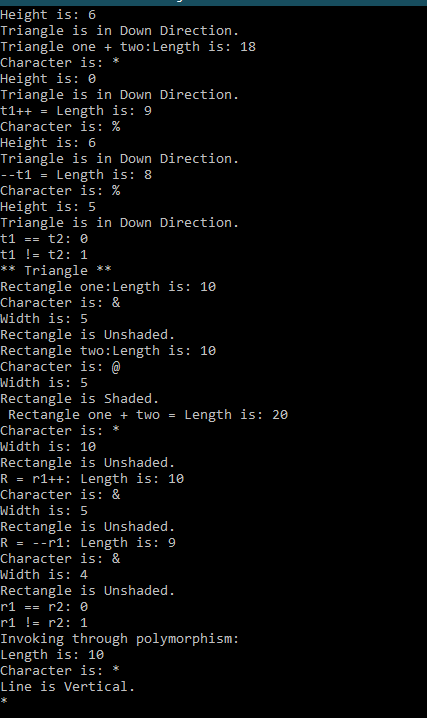 Height is: 6
Triangle is in Down Direction.
Triangle one + two:Length is: 18
Character is: *
Height is: 0
Triangle is in Down Direction.
t1++ = Length is: 9
Character is: %
Height is: 6
Triangle is in Down Direction.
--t1 = Length is: 8
Character is: %
Height is: 5
Triangle is in Down Direction.
t1 == t2: 0
t1 != t2: 1
** Triangle **
Rectangle one:Length is: 10
Character is: &
Width is: 5
Rectangle is Unshaded.
Rectangle two:Length is: 10
Character is: @
Width is: 5
Rectangle is Shaded.
 Rectangle one + two = Length is: 20
Character is: *
Width is: 10
Rectangle is Unshaded.
R = r1++: Length is: 10
Character is: &
Width is: 5
Rectangle is Unshaded.
R = --r1: Length is: 9
Character is: &
Width is: 4
Rectangle is Unshaded.
r1 == r2: 0
r1 != r2: 1
Invoking through polymorphism:
Length is: 10
Character is: *
Line is Vertical.
*